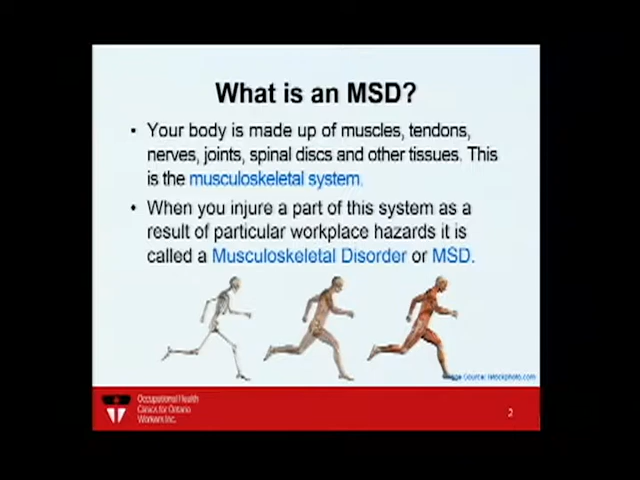 What is an MSD?
• Your body is made up of muscles, tendons,
nerves, joints, spinal discs and other tissues. This
is the musculoskeletal system.
• When you injure a part of this system as a
result of particular workplace hazards it is
called a Musculoskeletal Disorder or MSD.
Image Source: istockphoto.com
Occupational Health
Clinics for Ontario
Workers Inc.
2